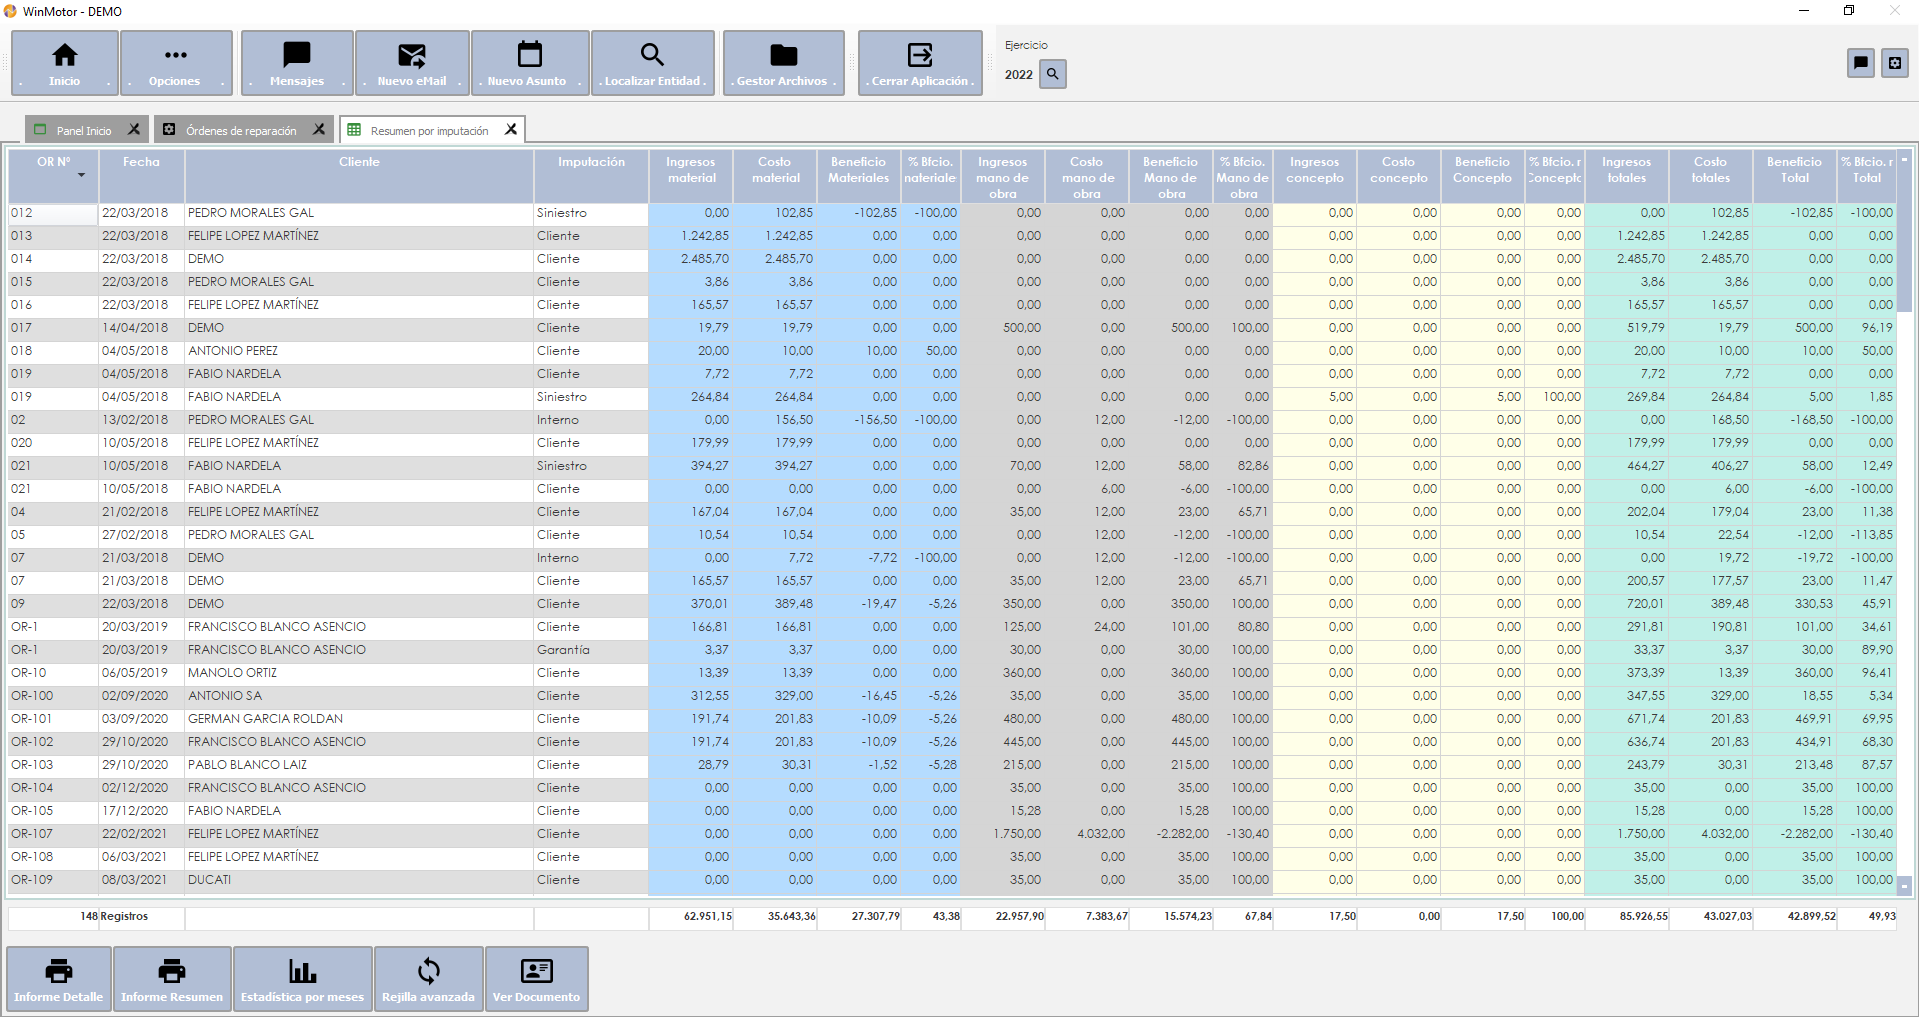 WinMotor - DEMO
. Inicio .
. Opciones .
. Mensajes .
. Nuevo eMail .
. Nuevo Asunto .
. Localizar Entidad .
. Gestor Archivos .
. Cerrar Aplicación .
Ejercicio
2022
Panel Inicio
Órdenes de reparación
Resumen por imputación
OR Nº Fecha Cliente Imputación Ingresos material Costo material Beneficio Materiales % Bfcio. nateriale Ingresos mano de obra Costo mano de obra Beneficio Mano de obra % Bfcio. Mano de obra Ingresos concepto Costo concepto Beneficio Concepto % Bfcio. r Concepto Ingresos totales Costo totales Beneficio Total % Bfcio. r Total
012 22/03/2018 PEDRO MORALES GAL Siniestro 0,00 102,85 -102,85 -100,00 0,00 0,00 0,00 0,00 0,00 0,00 0,00 0,00 0,00 102,85 -102,85 -100,00
013 22/03/2018 FELIPE LOPEZ MARTÍNEZ Cliente 1.242,85 1.242,85 0,00 0,00 0,00 0,00 0,00 0,00 0,00 0,00 0,00 0,00 1.242,85 1.242,85 0,00 0,00
014 22/03/2018 DEMO Cliente 2.485,70 2.485,70 0,00 0,00 0,00 0,00 0,00 0,00 0,00 0,00 0,00 0,00 2.485,70 2.485,70 0,00 0,00
015 22/03/2018 PEDRO MORALES GAL Cliente 3,86 3,86 0,00 0,00 0,00 0,00 0,00 0,00 0,00 0,00 0,00 0,00 3,86 3,86 0,00 0,00
016 22/03/2018 FELIPE LOPEZ MARTÍNEZ Cliente 165,57 165,57 0,00 0,00 0,00 0,00 0,00 0,00 0,00 0,00 0,00 0,00 165,57 165,57 0,00 0,00
017 14/04/2018 DEMO Cliente 19,79 19,79 0,00 0,00 500,00 0,00 500,00 100,00 0,00 0,00 0,00 0,00 519,79 19,79 500,00 96,19
018 04/05/2018 ANTONIO PEREZ Cliente 20,00 10,00 10,00 50,00 0,00 0,00 0,00 0,00 0,00 0,00 0,00 0,00 20,00 10,00 10,00 50,00
019 04/05/2018 FABIO NARDELA Cliente 7,72 7,72 0,00 0,00 0,00 0,00 0,00 0,00 0,00 0,00 0,00 0,00 7,72 7,72 0,00 0,00
019 04/05/2018 FABIO NARDELA Siniestro 264,84 264,84 0,00 0,00 0,00 0,00 0,00 0,00 5,00 0,00 5,00 100,00 269,84 264,84 5,00 1,85
02 13/02/2018 PEDRO MORALES GAL Interno 0,00 156,50 -156,50 -100,00 0,00 12,00 -12,00 -100,00 0,00 0,00 0,00 0,00 0,00 168,50 -168,50 -100,00
020 10/05/2018 FELIPE LOPEZ MARTÍNEZ Cliente 179,99 179,99 0,00 0,00 0,00 0,00 0,00 0,00 0,00 0,00 0,00 0,00 179,99 179,99 0,00 0,00
021 10/05/2018 FABIO NARDELA Siniestro 394,27 394,27 0,00 0,00 70,00 12,00 58,00 82,86 0,00 0,00 0,00 0,00 464,27 406,27 58,00 12,49
021 10/05/2018 FABIO NARDELA Cliente 0,00 0,00 0,00 0,00 0,00 6,00 -6,00 -100,00 0,00 0,00 0,00 0,00 0,00 6,00 -6,00 -100,00
04 21/02/2018 FELIPE LOPEZ MARTÍNEZ Cliente 167,04 167,04 0,00 0,00 35,00 12,00 23,00 65,71 0,00 0,00 0,00 0,00 202,04 179,04 23,00 11,38
05 27/02/2018 PEDRO MORALES GAL Cliente 10,54 10,54 0,00 0,00 0,00 12,00 -12,00 -100,00 0,00 0,00 0,00 0,00 10,54 22,54 -12,00 -113,85
07 21/03/2018 DEMO Interno 0,00 7,72 -7,72 -100,00 0,00 12,00 -12,00 -100,00 0,00 0,00 0,00 0,00 0,00 19,72 -19,72 -100,00
07 21/03/2018 DEMO Cliente 165,57 165,57 0,00 0,00 35,00 12,00 23,00 65,71 0,00 0,00 0,00 0,00 200,57 177,57 23,00 11,47
09 22/03/2018 DEMO Cliente 370,01 389,48 -19,47 -5,26 350,00 0,00 350,00 100,00 0,00 0,00 0,00 0,00 720,01 389,48 330,53 45,91
OR-1 20/03/2019 FRANCISCO BLANCO ASENCIO Cliente 166,81 166,81 0,00 0,00 125,00 24,00 101,00 80,80 0,00 0,00 0,00 0,00 291,81 190,81 101,00 34,61
OR-1 20/03/2019 FRANCISCO BLANCO ASENCIO Garantía 3,37 3,37 0,00 0,00 30,00 0,00 30,00 100,00 0,00 0,00 0,00 0,00 33,37 3,37 30,00 89,90
OR-10 06/05/2019 MANOLO ORTIZ Cliente 13,39 13,39 0,00 0,00 360,00 0,00 360,00 100,00 0,00 0,00 0,00 0,00 373,39 13,39 360,00 96,41
OR-100 02/09/2020 ANTONIO SA Cliente 312,55 329,00 -16,45 -5,26 35,00 0,00 35,00 100,00 0,00 0,00 0,00 0,00 347,55 329,00 18,55 5,34
OR-101 03/09/2020 GERMAN GARCIA ROLDAN Cliente 191,74 201,83 -10,09 -5,26 480,00 0,00 480,00 100,00 0,00 0,00 0,00 0,00 671,74 201,83 469,91 69,95
OR-102 29/10/2020 FRANCISCO BLANCO ASENCIO Cliente 191,74 201,83 -10,09 -5,26 445,00 0,00 445,00 100,00 0,00 0,00 0,00 0,00 636,74 201,83 434,91 68,30
OR-103 29/10/2020 PABLO BLANCO LAIZ Cliente 28,79 30,31 -1,52 -5,28 215,00 0,00 215,00 100,00 0,00 0,00 0,00 0,00 243,79 30,31 213,48 87,57
OR-104 02/12/2020 FRANCISCO BLANCO ASENCIO Cliente 0,00 0,00 0,00 0,00 35,00 0,00 35,00 100,00 0,00 0,00 0,00 0,00 35,00 0,00 35,00 100,00
OR-105 17/12/2020 FABIO NARDELA Cliente 0,00 0,00 0,00 0,00 15,28 0,00 15,28 100,00 0,00 0,00 0,00 0,00 15,28 0,00 15,28 100,00
OR-107 22/02/2021 FELIPE LOPEZ MARTÍNEZ Cliente 0,00 0,00 0,00 0,00 1.750,00 4.032,00 -2.282,00 -130,40 0,00 0,00 0,00 0,00 1.750,00 4.032,00 -2.282,00 -130,40
OR-108 06/03/2021 FELIPE LOPEZ MARTÍNEZ Cliente 0,00 0,00 0,00 0,00 35,00 0,00 35,00 100,00 0,00 0,00 0,00 0,00 35,00 0,00 35,00 100,00
OR-109 08/03/2021 DUCATI Cliente 0,00 0,00 0,00 0,00 35,00 0,00 35,00 100,00 0,00 0,00 0,00 0,00 35,00 0,00 35,00 100,00
148 Registros 62.951,15 35.643,36 27.307,79 43,38 22.957,90 7.383,67 15.574,23 67,84 17,50 0,00 17,50 100,00 85.926,55 43.027,03 42.899,52 49,93
Informe Detalle
Informe Resumen
Estadística por meses
Rejilla avanzada
Ver Documento